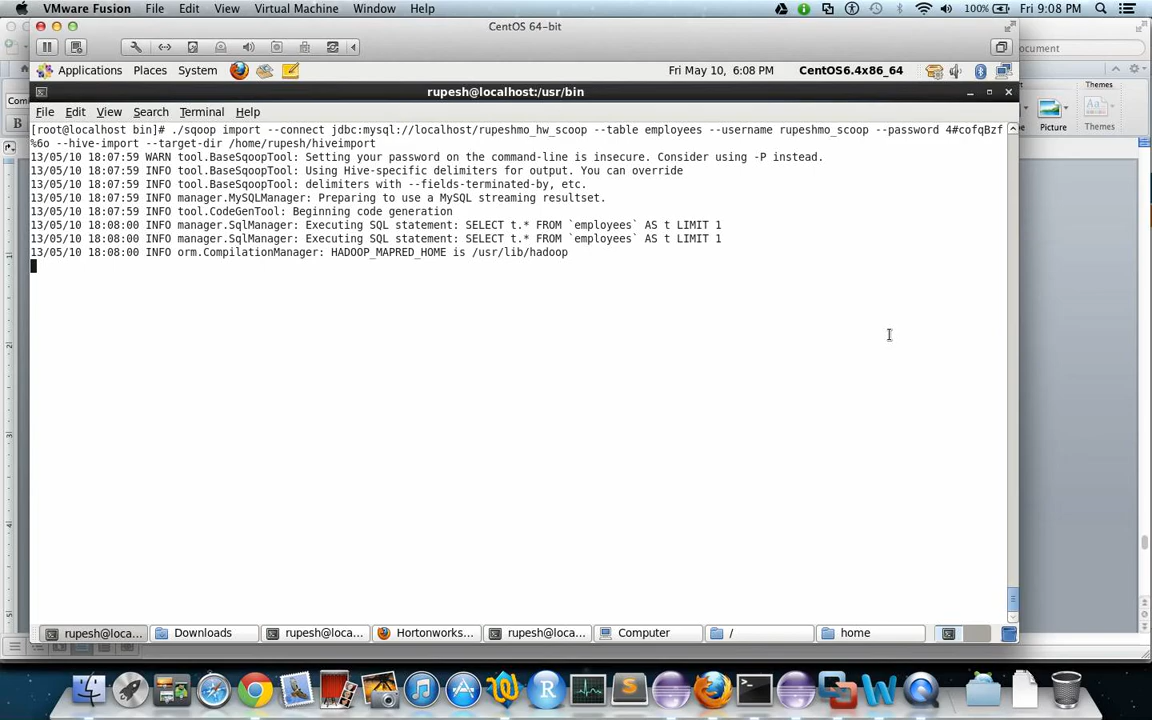 VMware Fusion File Edit View Virtual Machine Window Help 100% Fri 9:08 PM
CentOS 64-bit
ocument
Applications Places System Fri May 10, 6:08 PM CentOS6.4x86_64
rupesh@localhost:/usr/bin
Themes
Com
File Edit View Search Terminal Help
B
Picture Themes
[root@localhost bin]# ./sqoop import --connect jdbc:mysql://localhost/rupeshmo_hw_scoop --table employees --username rupeshmo_scoop --password 4#cofqBzf
%6o --hive-import --target-dir /home/rupesh/hiveimport
13/05/10 18:07:59 WARN tool.BaseSqoopTool: Setting your password on the command-line is insecure. Consider using -P instead.
13/05/10 18:07:59 INFO tool.BaseSqoopTool: Using Hive-specific delimiters for output. You can override
13/05/10 18:07:59 INFO tool.BaseSqoopTool: delimiters with --fields-terminated-by, etc.
13/05/10 18:07:59 INFO manager.MySQLManager: Preparing to use a MySQL streaming resultset.
13/05/10 18:07:59 INFO tool.CodeGenTool: Beginning code generation
13/05/10 18:08:00 INFO manager.SqlManager: Executing SQL statement: SELECT t.* FROM `employees` AS t LIMIT 1
13/05/10 18:08:00 INFO manager.SqlManager: Executing SQL statement: SELECT t.* FROM `employees` AS t LIMIT 1
13/05/10 18:08:00 INFO orm.CompilationManager: HADOOP_MAPRED_HOME is /usr/lib/hadoop
rupesh@loca... Downloads rupesh@loca... Hortonworks... rupesh@loca... Computer / home